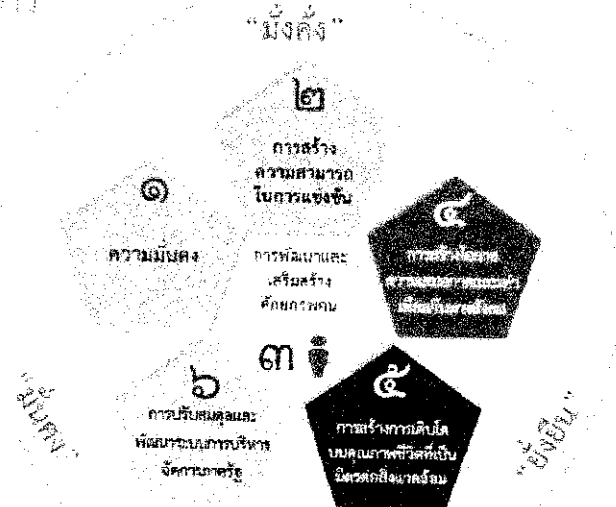 "มั่งคั่ง"
๒
การสร้าง
ความสามารถ
ในการแข่งขัน
๑
ความมั่นคง
๔
การพัฒนาและ
เสริมสร้าง
ศักยภาพคน
๓
๖
การปรับสมดุลและ
พัฒนาระบบการบริหาร
จัดการภาครัฐ
๕
การสร้างการเติบโต
บนคุณภาพชีวิตที่เป็น
มิตรต่อสิ่งแวดล้อม
"มั่นคง"
"ยั่งยืน"